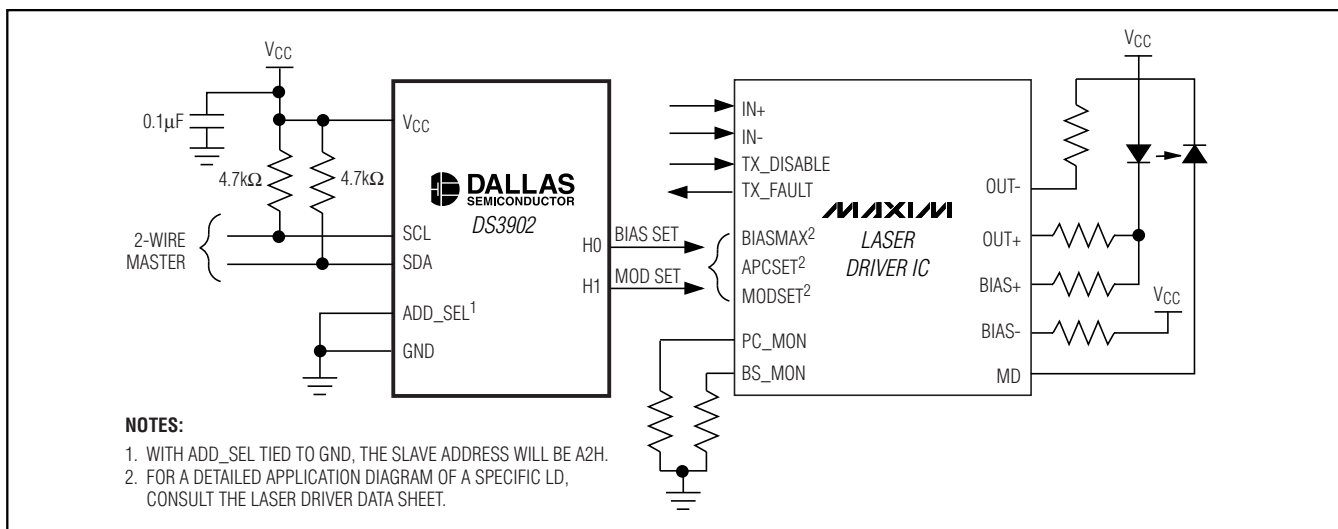 VCC
0.1μF
4.7kΩ
4.7kΩ
2-WIRE
MASTER
VCC
SCL
SDA
ADD_SEL1
GND
DALLAS
SEMICONDUCTOR
DS3902
H0
H1
BIAS SET
MOD SET
IN+
IN-
TX_DISABLE
TX_FAULT
BIASMAX2
APCSET2
MODSET2
PC_MON
BS_MON
MAXIM
LASER
DRIVER IC
OUT-
OUT+
BIAS+
BIAS-
MD
VCC
VCC
NOTES:
1. WITH ADD_SEL TIED TO GND, THE SLAVE ADDRESS WILL BE A2H.
2. FOR A DETAILED APPLICATION DIAGRAM OF A SPECIFIC LD,
CONSULT THE LASER DRIVER DATA SHEET.